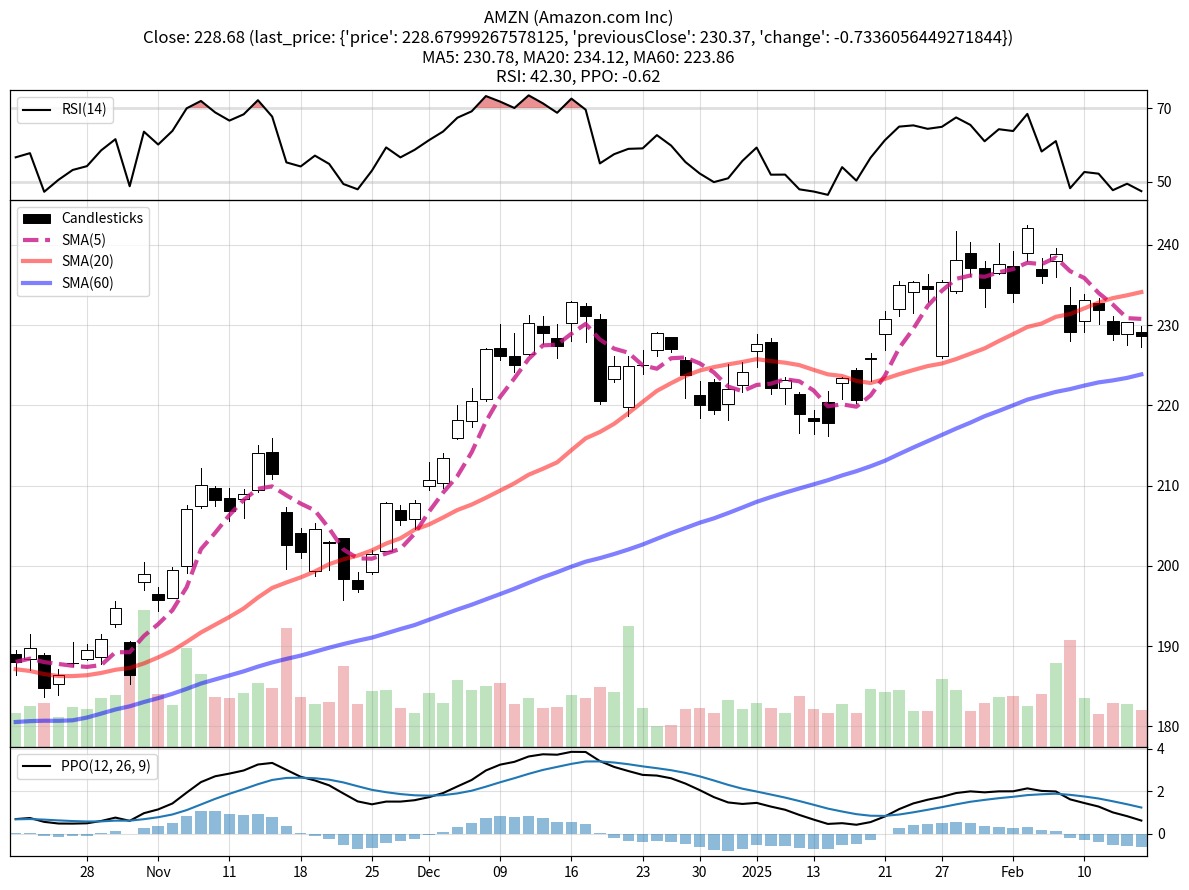 AMZN (Amazon.com Inc)
Close: 228.68 (last_price: {'price': 228.67999267578125, 'previousClose': 230.37, 'change': -0.7336056449271844})
MA5: 230.78, MA20: 234.12, MA60: 223.86
RSI: 42.30, PPO: -0.62
RSI(14)
70
50
Candlesticks
SMA(5)
SMA(20)
SMA(60)
240
230
220
210
200
190
180
PPO(12, 26, 9)
4
2
0
28 Nov 11 18 25 Dec 09 16 23 30 2025 13 21 27 Feb 10